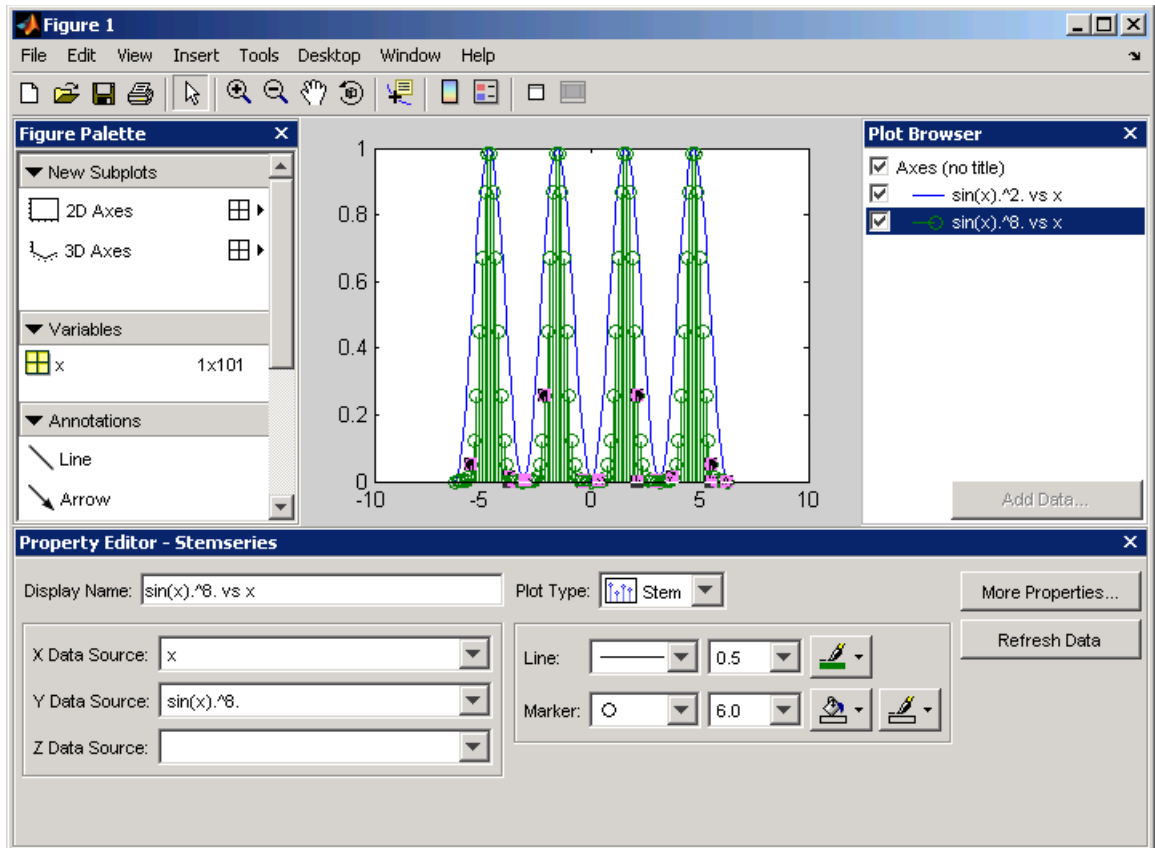 Figure 1
File Edit View Insert Tools Desktop Window Help
Figure Palette
New Subplots
2D Axes
3D Axes
Variables
x 1x101
Annotations
Line
Arrow
1
0.8
0.6
0.4
0.2
0
-10 -5 0 5 10
Plot Browser
Axes (no title)
sin(x).^2. vs x
sin(x).^8. vs x
Add Data...
Property Editor - Stemseries
Display Name: sin(x).^8. vs x
Plot Type: Stem
More Properties...
X Data Source: x
Y Data Source: sin(x).^8.
Z Data Source:
Line: 0.5
Marker: 6.0
Refresh Data